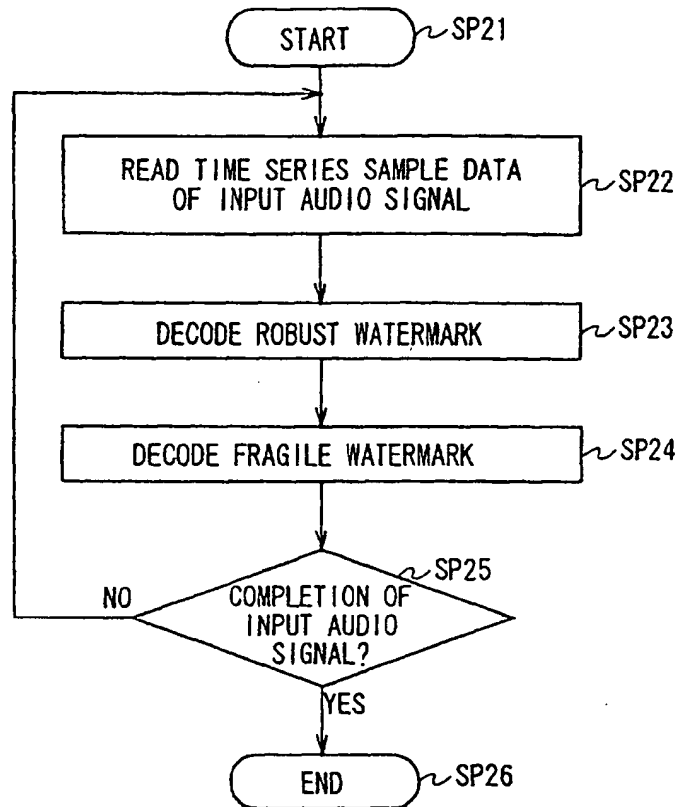 START
SP21
READ TIME SERIES SAMPLE DATA
OF INPUT AUDIO SIGNAL
SP22
DECODE ROBUST WATERMARK
SP23
DECODE FRAGILE WATERMARK
SP24
SP25
COMPLETION OF
INPUT AUDIO
SIGNAL?
NO
YES
END
SP26